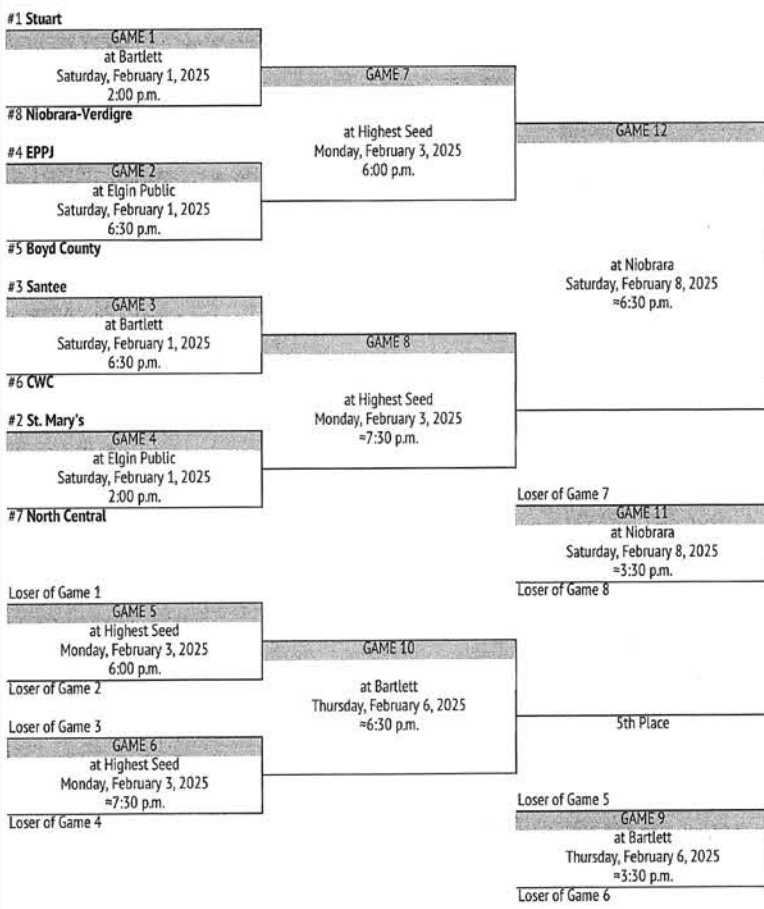 #1 Stuart
GAME 1
at Bartlett
Saturday, February 1, 2025
2:00 p.m.
#8 Niobrara-Verdigre
#4 EPPJ
GAME 2
at Elgin Public
Saturday, February 1, 2025
6:30 p.m.
#5 Boyd County
#3 Santee
GAME 3
at Bartlett
Saturday, February 1, 2025
6:30 p.m.
#6 CWC
#2 St. Mary's
GAME 4
at Elgin Public
Saturday, February 1, 2025
2:00 p.m.
#7 North Central
GAME 7
at Highest Seed
Monday, February 3, 2025
6:00 p.m.
GAME 8
at Highest Seed
Monday, February 3, 2025
≈7:30 p.m.
GAME 12
at Niobrara
Saturday, February 8, 2025
≈6:30 p.m.
Loser of Game 7
GAME 11
at Niobrara
Saturday, February 8, 2025
≈3:30 p.m.
Loser of Game 8
Loser of Game 1
GAME 5
at Highest Seed
Monday, February 3, 2025
6:00 p.m.
Loser of Game 2
Loser of Game 3
GAME 6
at Highest Seed
Monday, February 3, 2025
≈7:30 p.m.
Loser of Game 4
GAME 10
at Bartlett
Thursday, February 6, 2025
≈6:30 p.m.
5th Place
Loser of Game 5
GAME 9
at Bartlett
Thursday, February 6, 2025
≈3:30 p.m.
Loser of Game 6